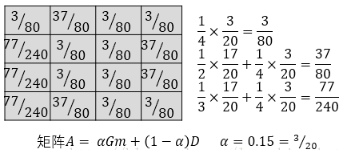 3/80 37/80 3/80 3/80
77/240 3/80 3/80 37/80
77/240 3/80 3/80 37/80
77/240 37/80 3/80 3/80
1/4 × 3/20 = 3/80
1/2 × 17/20 + 1/4 × 3/20 = 37/80
1/3 × 17/20 + 1/4 × 3/20 = 77/240
矩阵A = αGm + (1 − α)D α = 0.15 = 3/20.